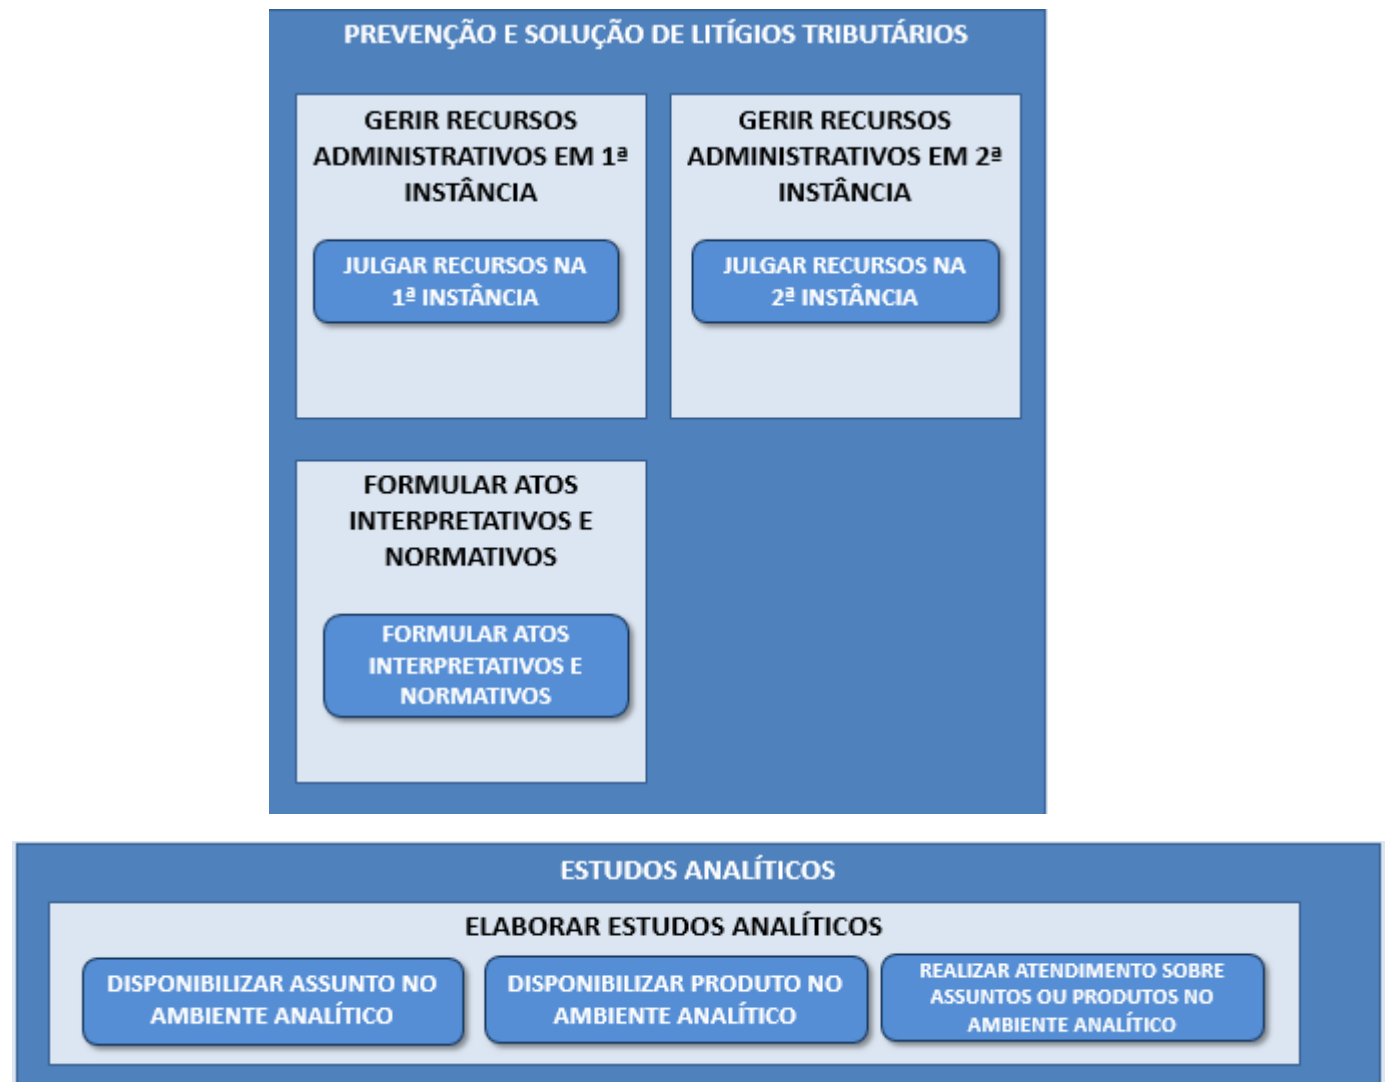 PREVENÇÃO E SOLUÇÃO DE LITÍGIOS TRIBUTÁRIOS
GERIR RECURSOS
ADMINISTRATIVOS EM 1ª
INSTÂNCIA
JULGAR RECURSOS NA
1ª INSTÂNCIA
GERIR RECURSOS
ADMINISTRATIVOS EM 2ª
INSTÂNCIA
JULGAR RECURSOS NA
2ª INSTÂNCIA
FORMULAR ATOS
INTERPRETATIVOS E
NORMATIVOS
FORMULAR ATOS
INTERPRETATIVOS E
NORMATIVOS
ESTUDOS ANALÍTICOS
ELABORAR ESTUDOS ANALÍTICOS
DISPONIBILIZAR ASSUNTO NO
AMBIENTE ANALÍTICO
DISPONIBILIZAR PRODUTO NO
AMBIENTE ANALÍTICO
REALIZAR ATENDIMENTO SOBRE
ASSUNTOS OU PRODUTOS NO
AMBIENTE ANALÍTICO